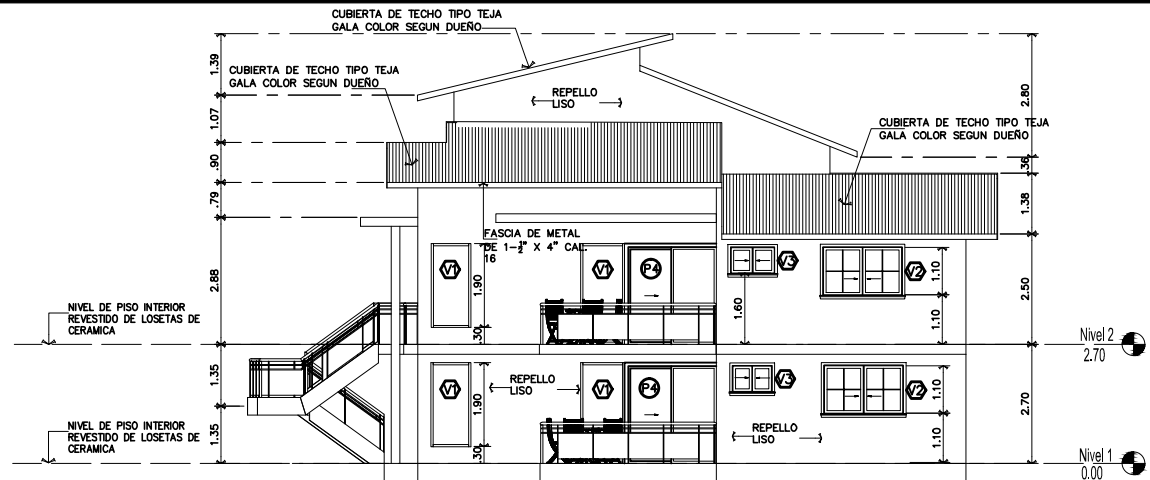 CUBIERTA DE TECHO TIPO TEJA
GALA COLOR SEGUN DUEÑO
CUBIERTA DE TECHO TIPO TEJA
GALA COLOR SEGUN DUEÑO
REPELLO
LISO
CUBIERTA DE TECHO TIPO TEJA
GALA COLOR SEGUN DUEÑO
1.39
1.07
.90
.79
2.88
1.35
1.35
2.80
.36
1.38
2.50
2.70
FASCIA DE METAL
DE 1-½" X 4" CAL.
16
V1
1.90
.30
V1
P4
V3
1.60
V2
1.10
1.10
NIVEL DE PISO INTERIOR
REVESTIDO DE LOSETAS DE
CERAMICA
Nivel 2
2.70
V1
1.90
.30
REPELLO
LISO
V1
P4
V3
V2
1.10
1.10
REPELLO
LISO
NIVEL DE PISO INTERIOR
REVESTIDO DE LOSETAS DE
CERAMICA
Nivel 1
0.00